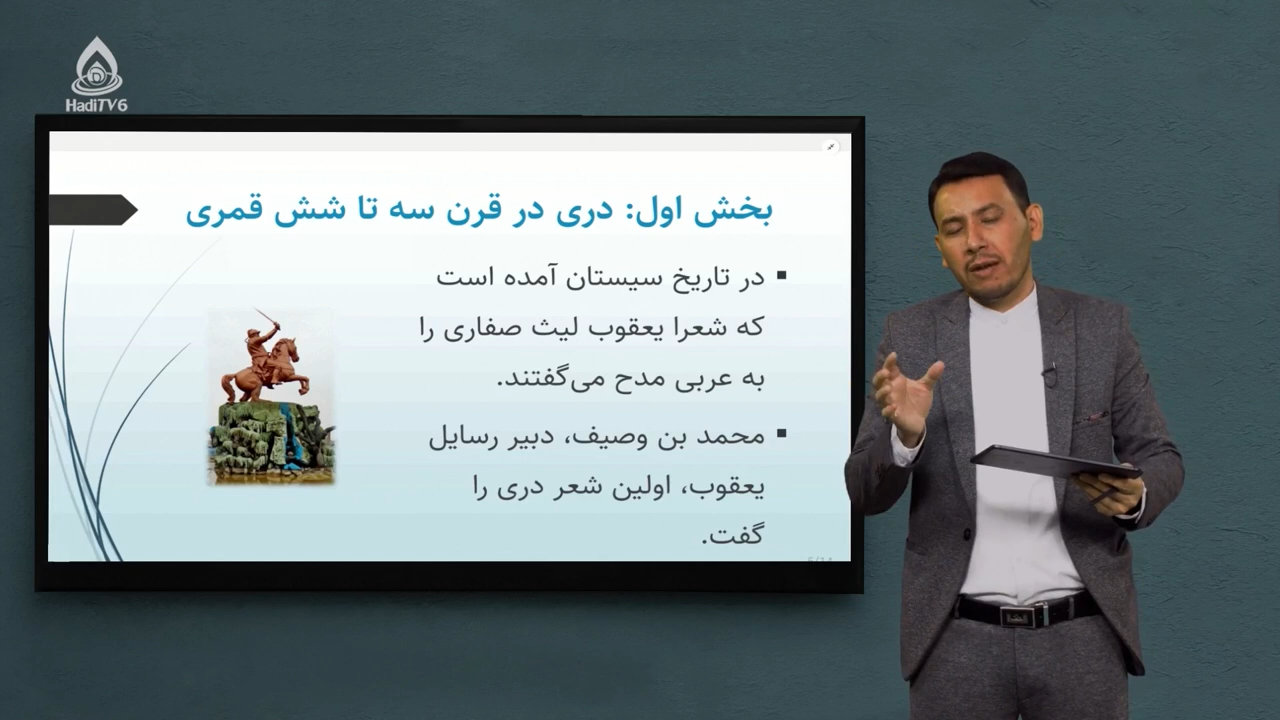 HadiTV6
بخش اول: دری در قرن سه تا شش قمری
در تاریخ سیستان آمده است
که شعرا یعقوب لیث صفاری را
به عربی مدح می‌گفتند.
محمد بن وصیف، دبیر رسایل
یعقوب، اولین شعر دری را
گفت.